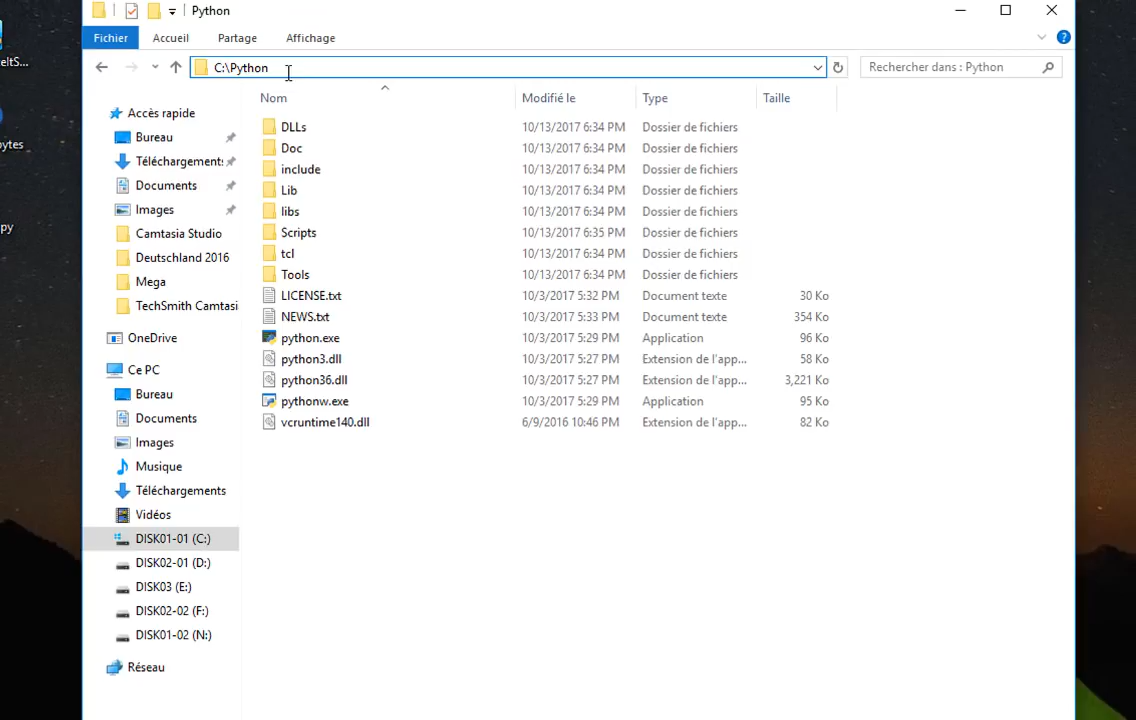 Python
Fichier Accueil Partage Affichage
C:\Python
Rechercher dans : Python
Nom Modifié le Type Taille
DLLs 10/13/2017 6:34 PM Dossier de fichiers
Doc 10/13/2017 6:34 PM Dossier de fichiers
include 10/13/2017 6:34 PM Dossier de fichiers
Lib 10/13/2017 6:34 PM Dossier de fichiers
libs 10/13/2017 6:34 PM Dossier de fichiers
Scripts 10/13/2017 6:35 PM Dossier de fichiers
tcl 10/13/2017 6:34 PM Dossier de fichiers
Tools 10/13/2017 6:34 PM Dossier de fichiers
LICENSE.txt 10/3/2017 5:32 PM Document texte 30 Ko
NEWS.txt 10/3/2017 5:33 PM Document texte 354 Ko
python.exe 10/3/2017 5:29 PM Application 96 Ko
python3.dll 10/3/2017 5:27 PM Extension de l'app... 58 Ko
python36.dll 10/3/2017 5:27 PM Extension de l'app... 3,221 Ko
pythonw.exe 10/3/2017 5:29 PM Application 95 Ko
vcruntime140.dll 6/9/2016 10:46 PM Extension de l'app... 82 Ko
Accès rapide
Bureau
Téléchargements
Documents
Images
Camtasia Studio
Deutschland 2016
Mega
TechSmith Camtasi
OneDrive
Ce PC
Bureau
Documents
Images
Musique
Téléchargements
Vidéos
DISK01-01 (C:)
DISK02-01 (D:)
DISK03 (E:)
DISK02-02 (F:)
DISK01-02 (N:)
Réseau